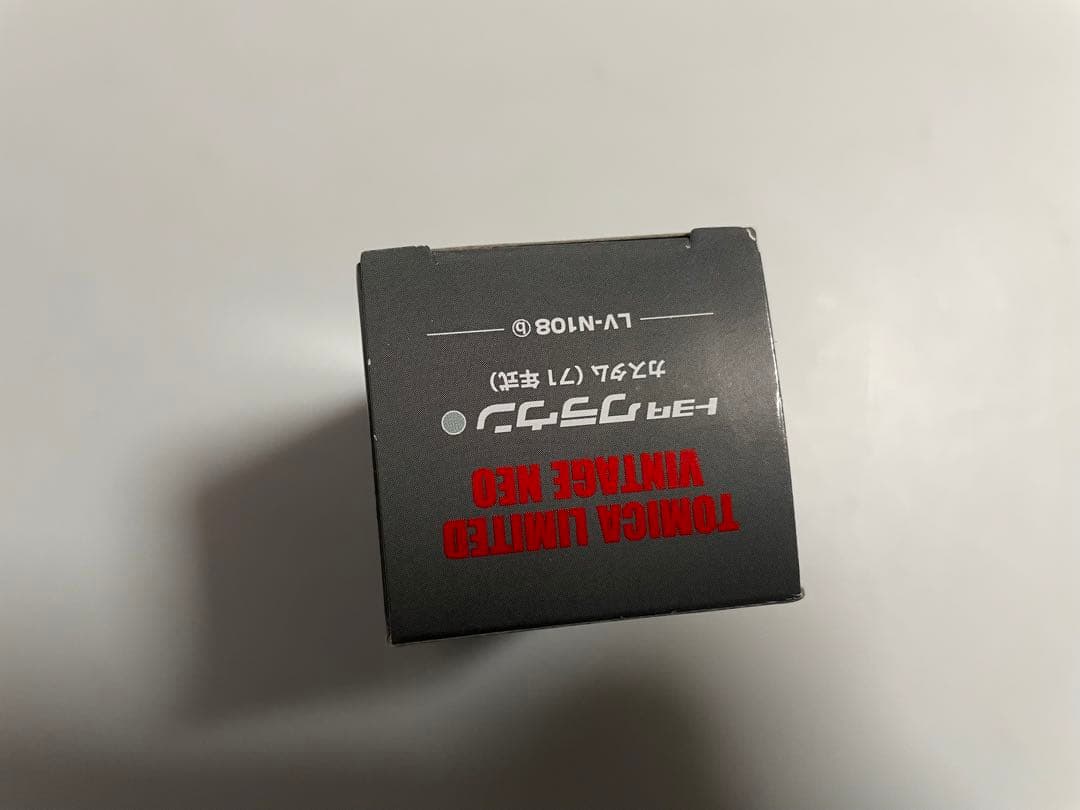 TOMICA LIMITED
VINTAGE NEO
トヨタクラウン
カスタム（71年式）
LV-N108 ⓑ